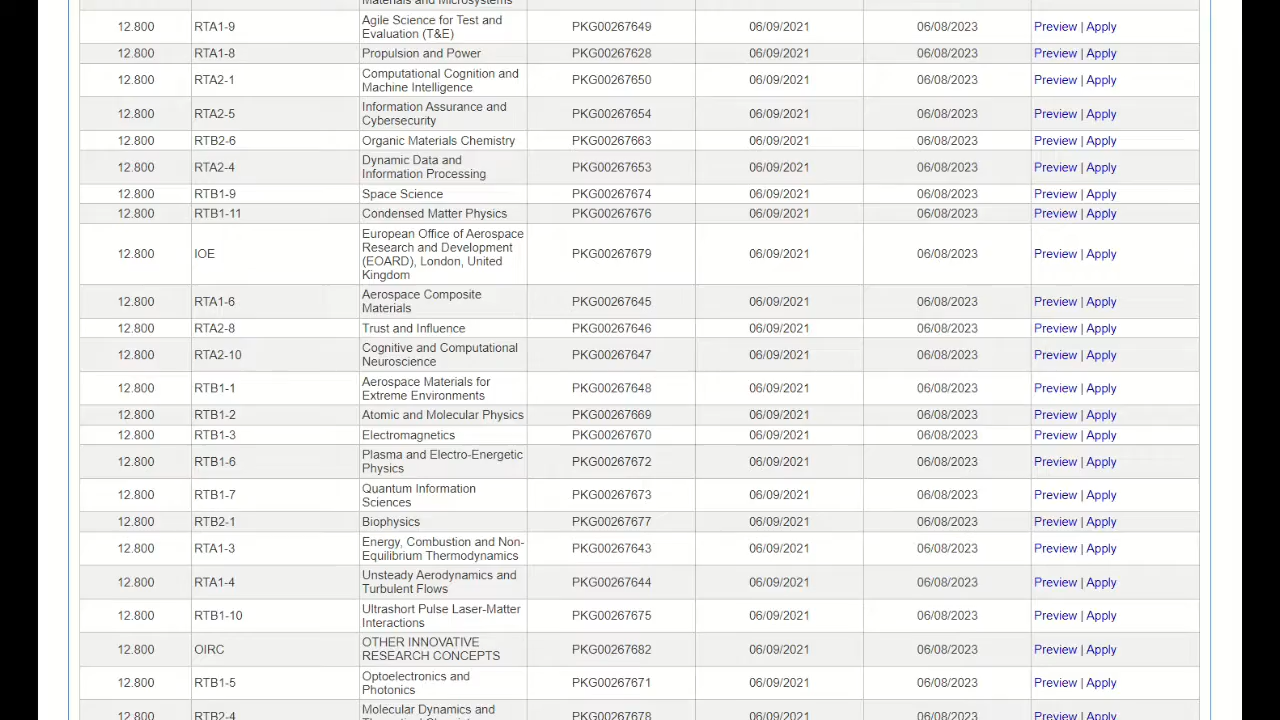 Materials and Microsystems
12.800 RTA1-9 Agile Science for Test and Evaluation (T&E) PKG00267649 06/09/2021 06/08/2023 Preview | Apply
12.800 RTA1-8 Propulsion and Power PKG00267628 06/09/2021 06/08/2023 Preview | Apply
12.800 RTA2-1 Computational Cognition and Machine Intelligence PKG00267650 06/09/2021 06/08/2023 Preview | Apply
12.800 RTA2-5 Information Assurance and Cybersecurity PKG00267654 06/09/2021 06/08/2023 Preview | Apply
12.800 RTB2-6 Organic Materials Chemistry PKG00267663 06/09/2021 06/08/2023 Preview | Apply
12.800 RTA2-4 Dynamic Data and Information Processing PKG00267653 06/09/2021 06/08/2023 Preview | Apply
12.800 RTB1-9 Space Science PKG00267674 06/09/2021 06/08/2023 Preview | Apply
12.800 RTB1-11 Condensed Matter Physics PKG00267676 06/09/2021 06/08/2023 Preview | Apply
12.800 IOE European Office of Aerospace Research and Development (EOARD), London, United Kingdom PKG00267679 06/09/2021 06/08/2023 Preview | Apply
12.800 RTA1-6 Aerospace Composite Materials PKG00267645 06/09/2021 06/08/2023 Preview | Apply
12.800 RTA2-8 Trust and Influence PKG00267646 06/09/2021 06/08/2023 Preview | Apply
12.800 RTA2-10 Cognitive and Computational Neuroscience PKG00267647 06/09/2021 06/08/2023 Preview | Apply
12.800 RTB1-1 Aerospace Materials for Extreme Environments PKG00267648 06/09/2021 06/08/2023 Preview | Apply
12.800 RTB1-2 Atomic and Molecular Physics PKG00267669 06/09/2021 06/08/2023 Preview | Apply
12.800 RTB1-3 Electromagnetics PKG00267670 06/09/2021 06/08/2023 Preview | Apply
12.800 RTB1-6 Plasma and Electro-Energetic Physics PKG00267672 06/09/2021 06/08/2023 Preview | Apply
12.800 RTB1-7 Quantum Information Sciences PKG00267673 06/09/2021 06/08/2023 Preview | Apply
12.800 RTB2-1 Biophysics PKG00267677 06/09/2021 06/08/2023 Preview | Apply
12.800 RTA1-3 Energy, Combustion and Non-Equilibrium Thermodynamics PKG00267643 06/09/2021 06/08/2023 Preview | Apply
12.800 RTA1-4 Unsteady Aerodynamics and Turbulent Flows PKG00267644 06/09/2021 06/08/2023 Preview | Apply
12.800 RTB1-10 Ultrashort Pulse Laser-Matter Interactions PKG00267675 06/09/2021 06/08/2023 Preview | Apply
12.800 OIRC OTHER INNOVATIVE RESEARCH CONCEPTS PKG00267682 06/09/2021 06/08/2023 Preview | Apply
12.800 RTB1-5 Optoelectronics and Photonics PKG00267671 06/09/2021 06/08/2023 Preview | Apply
12.800 RTB2-4 Molecular Dynamics and PKG00267678 06/09/2021 06/08/2023 Preview | Apply